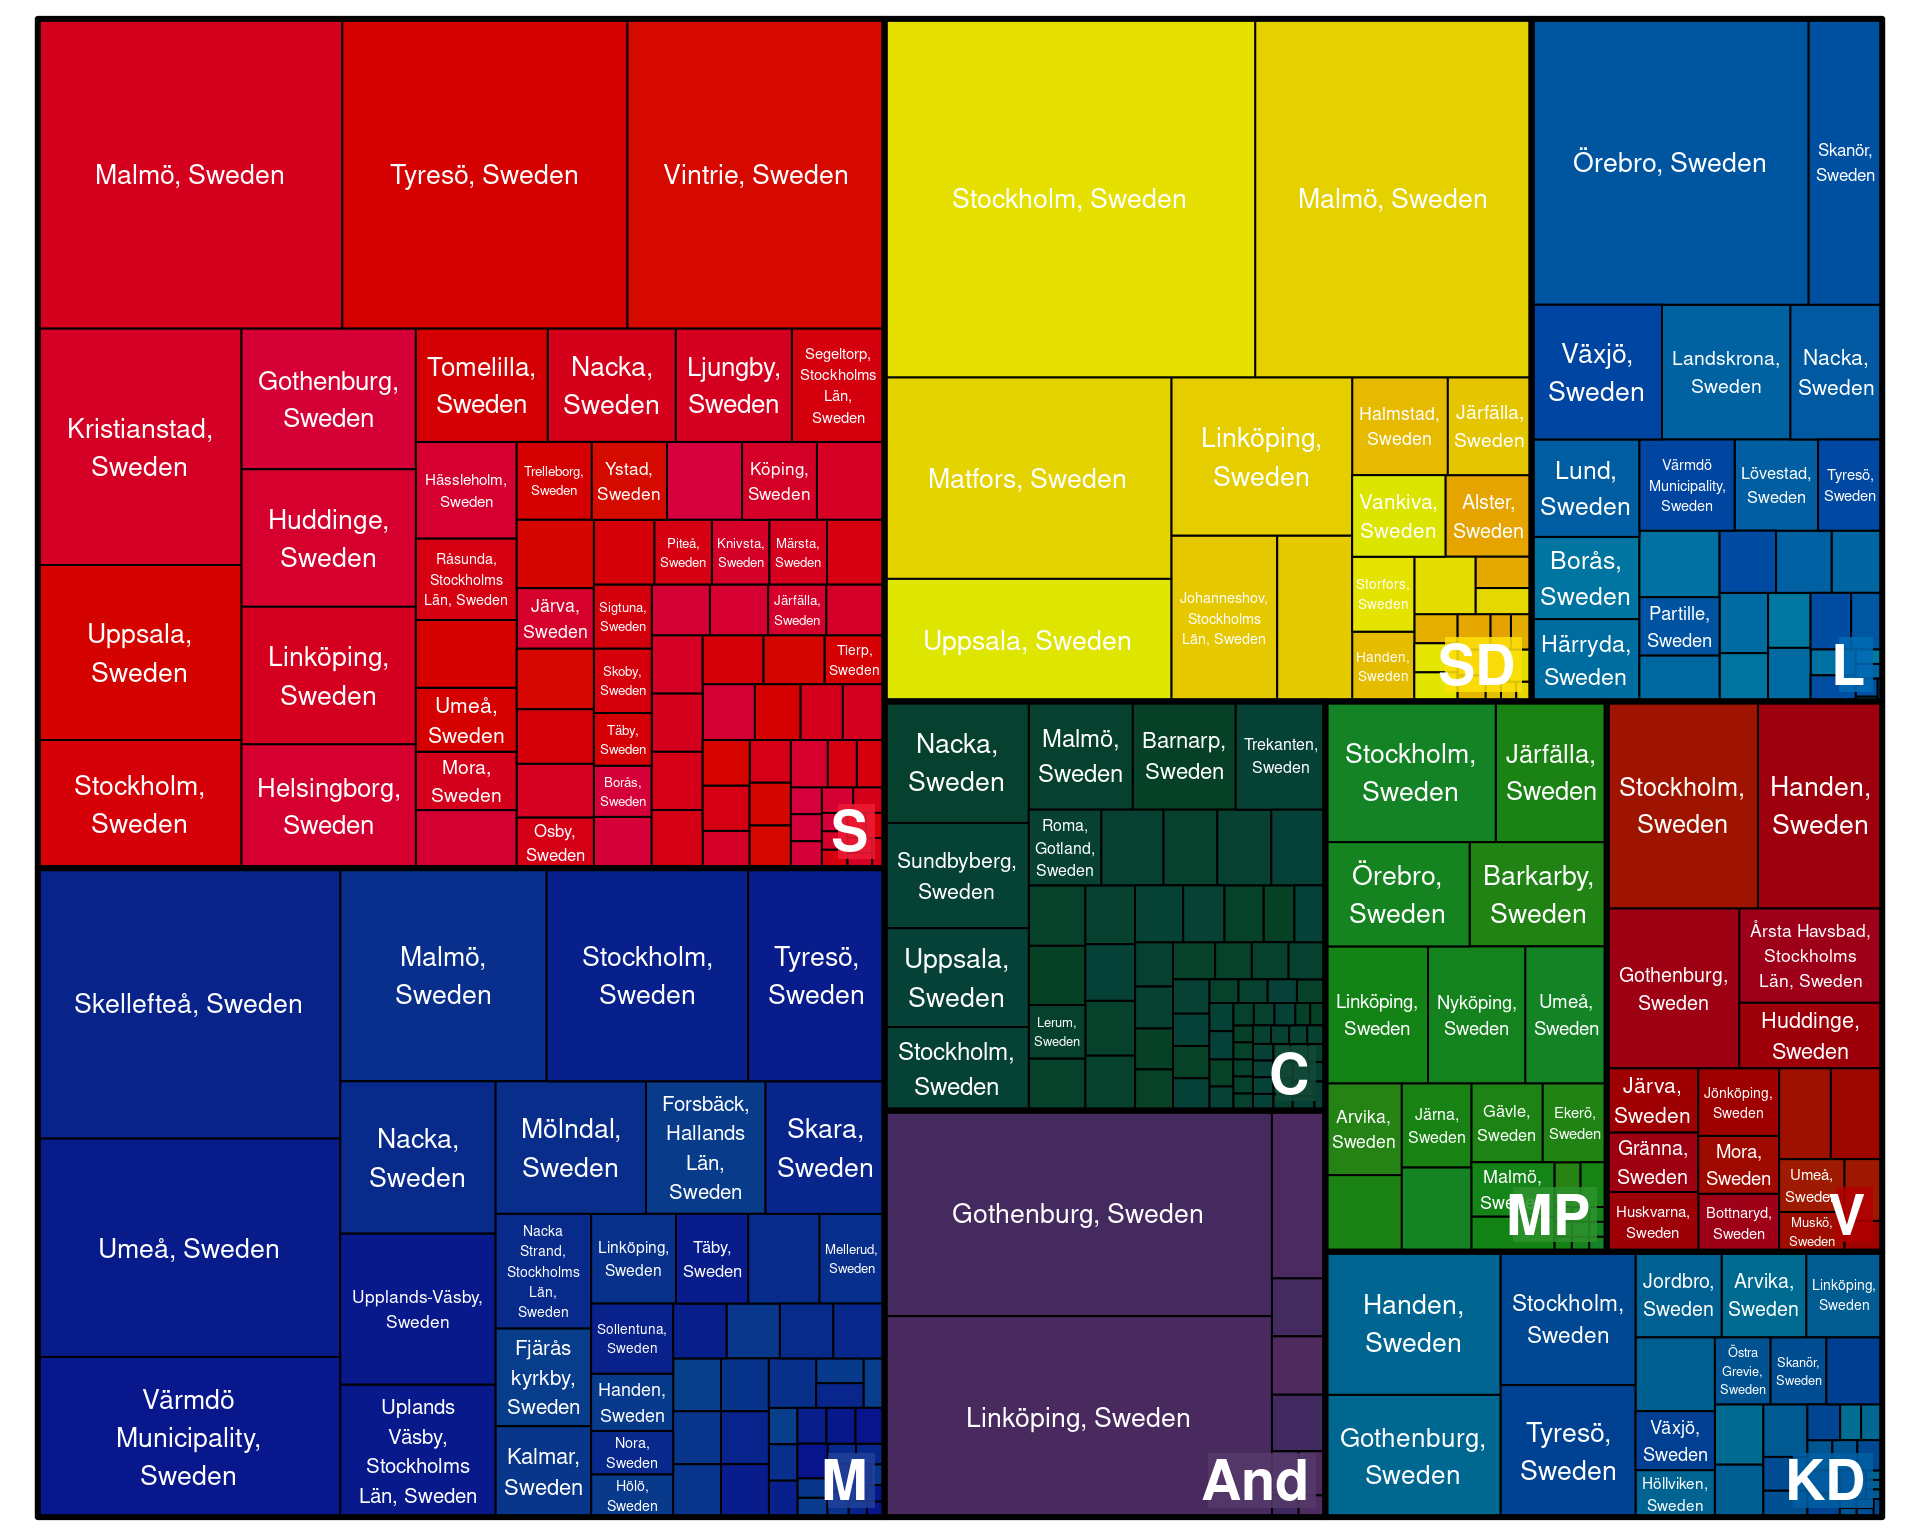 Malmö, Sweden
Tyresö, Sweden
Vintrie, Sweden
Kristianstad,
Sweden
Uppsala,
Sweden
Stockholm,
Sweden
Gothenburg,
Sweden
Huddinge,
Sweden
Linköping,
Sweden
Helsingborg,
Sweden
Tomelilla,
Sweden
Nacka,
Sweden
Ljungby,
Sweden
Segeltorp,
Stockholms
Län,
Sweden
Hässleholm,
Sweden
Råsunda,
Stockholms
Län, Sweden
Umeå,
Sweden
Mora,
Sweden
Trelleborg,
Sweden
Ystad,
Sweden
Köping,
Sweden
Piteå,
Sweden
Knivsta,
Sweden
Märsta,
Sweden
Järva,
Sweden
Sigtuna,
Sweden
Järfälla,
Sweden
Skoby,
Sweden
Tierp,
Sweden
Täby,
Sweden
Borås,
Sweden
Osby,
Sweden
S
Stockholm, Sweden
Malmö, Sweden
Matfors, Sweden
Uppsala, Sweden
Linköping,
Sweden
Johanneshov,
Stockholms
Län, Sweden
Halmstad,
Sweden
Järfälla,
Sweden
Vankiva,
Sweden
Alster,
Sweden
Storfors,
Sweden
Handen,
Sweden
SD
Örebro, Sweden
Skanör,
Sweden
Växjö,
Sweden
Landskrona,
Sweden
Nacka,
Sweden
Lund,
Sweden
Värmdö
Municipality,
Sweden
Lövestad,
Sweden
Tyresö,
Sweden
Borås,
Sweden
Partille,
Sweden
Härryda,
Sweden
L
Skellefteå, Sweden
Umeå, Sweden
Värmdö
Municipality,
Sweden
Malmö,
Sweden
Stockholm,
Sweden
Tyresö,
Sweden
Nacka,
Sweden
Upplands-Väsby,
Sweden
Uplands
Väsby,
Stockholms
Län, Sweden
Mölndal,
Sweden
Forsbäck,
Hallands
Län,
Sweden
Skara,
Sweden
Nacka
Strand,
Stockholms
Län,
Sweden
Fjärås
kyrkby,
Sweden
Kalmar,
Sweden
Linköping,
Sweden
Täby,
Sweden
Mellerud,
Sweden
Sollentuna,
Sweden
Handen,
Sweden
Nora,
Sweden
Hölö,
Sweden
M
Nacka,
Sweden
Sundbyberg,
Sweden
Uppsala,
Sweden
Stockholm,
Sweden
Malmö,
Sweden
Barnarp,
Sweden
Trekanten,
Sweden
Roma,
Gotland,
Sweden
Lerum,
Sweden
C
Gothenburg, Sweden
Linköping, Sweden
And
Stockholm,
Sweden
Järfälla,
Sweden
Örebro,
Sweden
Barkarby,
Sweden
Linköping,
Sweden
Nyköping,
Sweden
Umeå,
Sweden
Arvika,
Sweden
Järna,
Sweden
Gävle,
Sweden
Ekerö,
Sweden
Malmö,
Sweden
MP
Stockholm,
Sweden
Handen,
Sweden
Gothenburg,
Sweden
Årsta Havsbad,
Stockholms
Län, Sweden
Huddinge,
Sweden
Järva,
Sweden
Jönköping,
Sweden
Gränna,
Sweden
Mora,
Sweden
Huskvarna,
Sweden
Bottnaryd,
Sweden
Umeå,
Sweden
Muskö,
Sweden
V
Handen,
Sweden
Gothenburg,
Sweden
Stockholm,
Sweden
Tyresö,
Sweden
Jordbro,
Sweden
Arvika,
Sweden
Linköping,
Sweden
Östra
Grevie,
Sweden
Skanör,
Sweden
Växjö,
Sweden
Höllviken,
Sweden
KD